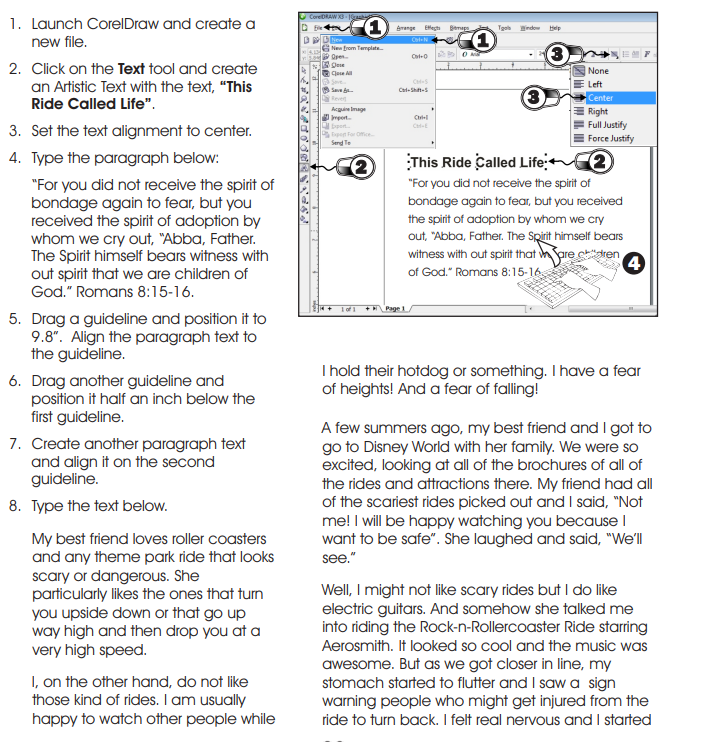 1. Launch CorelDraw and create a
new file.
2. Click on the Text tool and create
an Artistic Text with the text, “This
Ride Called Life”.
3. Set the text alignment to center.
4. Type the paragraph below:
“For you did not receive the spirit of
bondage again to fear, but you
received the spirit of adoption by
whom we cry out, “Abba, Father.
The Spirit himself bears witness with
out spirit that we are children of
God.” Romans 8:15-16.
5. Drag a guideline and position it to
9.8”. Align the paragraph text to
the guideline.
6. Drag another guideline and
position it half an inch below the
first guideline.
7. Create another paragraph text
and align it on the second
guideline.
8. Type the text below.
My best friend loves roller coasters
and any theme park ride that looks
scary or dangerous. She
particularly likes the ones that turn
you upside down or that go up
way high and then drop you at a
very high speed.
I, on the other hand, do not like
those kind of rides. I am usually
happy to watch other people while
CorelDRAW X3
File
Arrange Effects Bitmaps Text Tools Window Help
1
New Ctrl+N
1
New From Template...
Open... Ctrl+O
Close
Close All
Save... Ctrl+S
Save As... Ctrl+Shift+S
Revert
Acquire Image
Import... Ctrl+I
Export... Ctrl+E
Export For Office...
Send To
3
None
Left
3
Center
Right
Full Justify
Force Justify
2
This Ride Called Life
2
“For you did not receive the spirit of
bondage again to fear, but you received
the spirit of adoption by whom we cry
out, “Abba, Father. The Spirit himself bears
witness with out spirit that we are children
of God.” Romans 8:15-16
4
1 of 1
Page 1
I hold their hotdog or something. I have a fear
of heights! And a fear of falling!
A few summers ago, my best friend and I got to
go to Disney World with her family. We were so
excited, looking at all of the brochures of all of
the rides and attractions there. My friend had all
of the scariest rides picked out and I said, “Not
me! I will be happy watching you because I
want to be safe”. She laughed and said, “We’ll
see.”
Well, I might not like scary rides but I do like
electric guitars. And somehow she talked me
into riding the Rock-n-Rollercoaster Ride starring
Aerosmith. It looked so cool and the music was
awesome. But as we got closer in line, my
stomach started to flutter and I saw a sign
warning people who might get injured from the
ride to turn back. I felt real nervous and I started